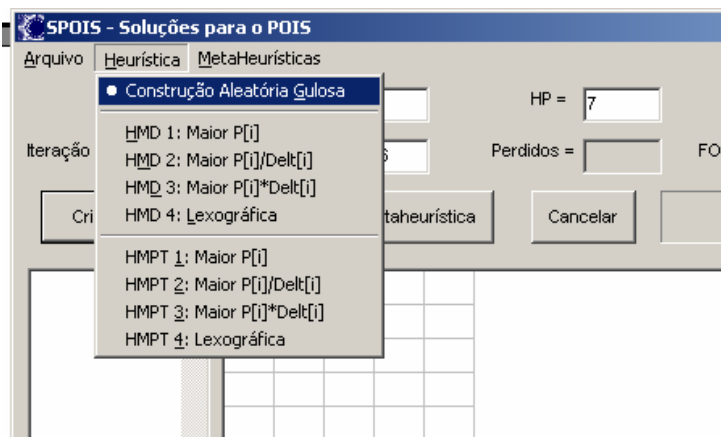 SPOIS - Soluções para o POIS
Arquivo Heurística MetaHeurísticas
Construção Aleatória Gulosa
HP = 7
HMD 1: Maior P[i]
Iteração Perdidos = FO
HMD 2: Maior P[i]/Delt[i]
HMD 3: Maior P[i]*Delt[i]
HMD 4: Lexográfica
Cri taheurística Cancelar
HMPT 1: Maior P[i]
HMPT 2: Maior P[i]/Delt[i]
HMPT 3: Maior P[i]*Delt[i]
HMPT 4: Lexográfica